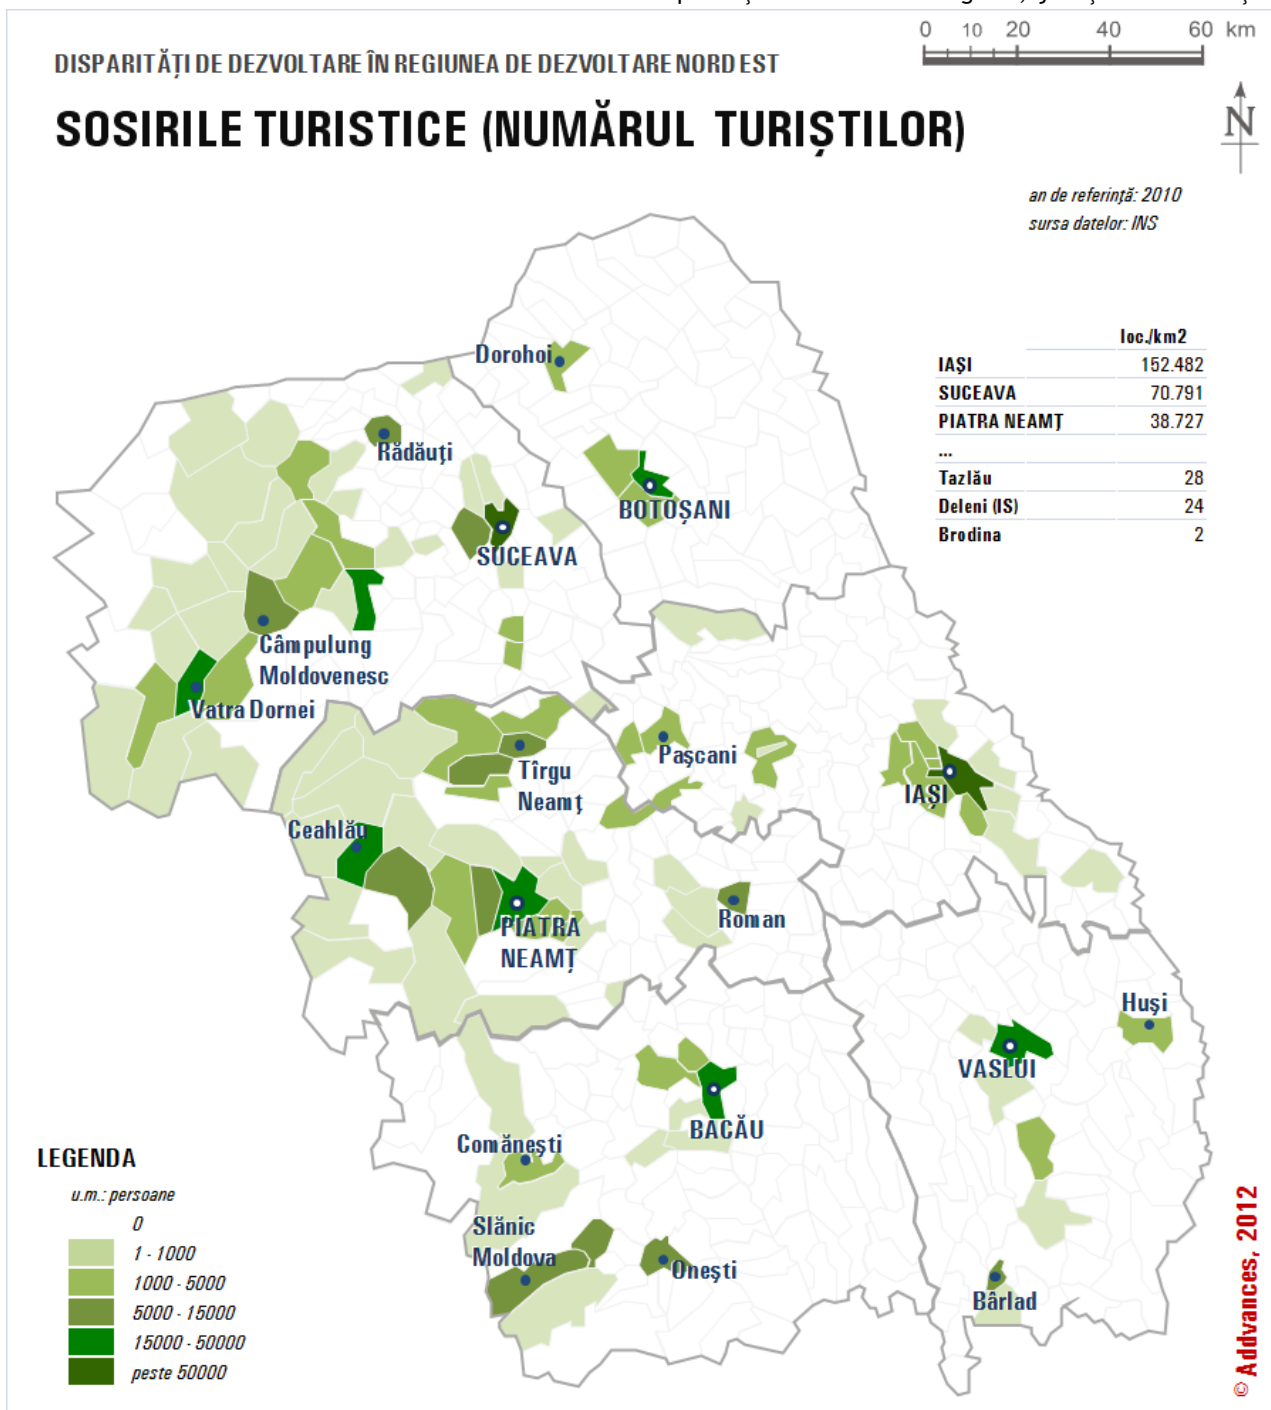 0 10 20 40 60 km
DISPARITĂȚI DE DEZVOLTARE ÎN REGIUNEA DE DEZVOLTARE NORD EST
SOSIRILE TURISTICE (NUMĂRUL TURIȘTILOR)
N
an de referință: 2010
sursa datelor: INS
loc./km2
IAȘI 152.482
SUCEAVA 70.791
PIATRA NEAMȚ 38.727
...
Tazlău 28
Deleni (IS) 24
Brodina 2
Dorohoi
Rădăuți
BOTOȘANI
SUCEAVA
Câmpulung
Moldovenesc
Vatra Dornei
Pașcani
Tîrgu
Neamț
IAȘI
Ceahlău
Roman
PIATRA
NEAMȚ
Huși
VASLUI
BACĂU
Comănești
Slănic
Moldova
Onești
Bârlad
LEGENDA
u.m.: persoane
0
1 - 1000
1000 - 5000
5000 - 15000
15000 - 50000
peste 50000
© Addvances, 2012